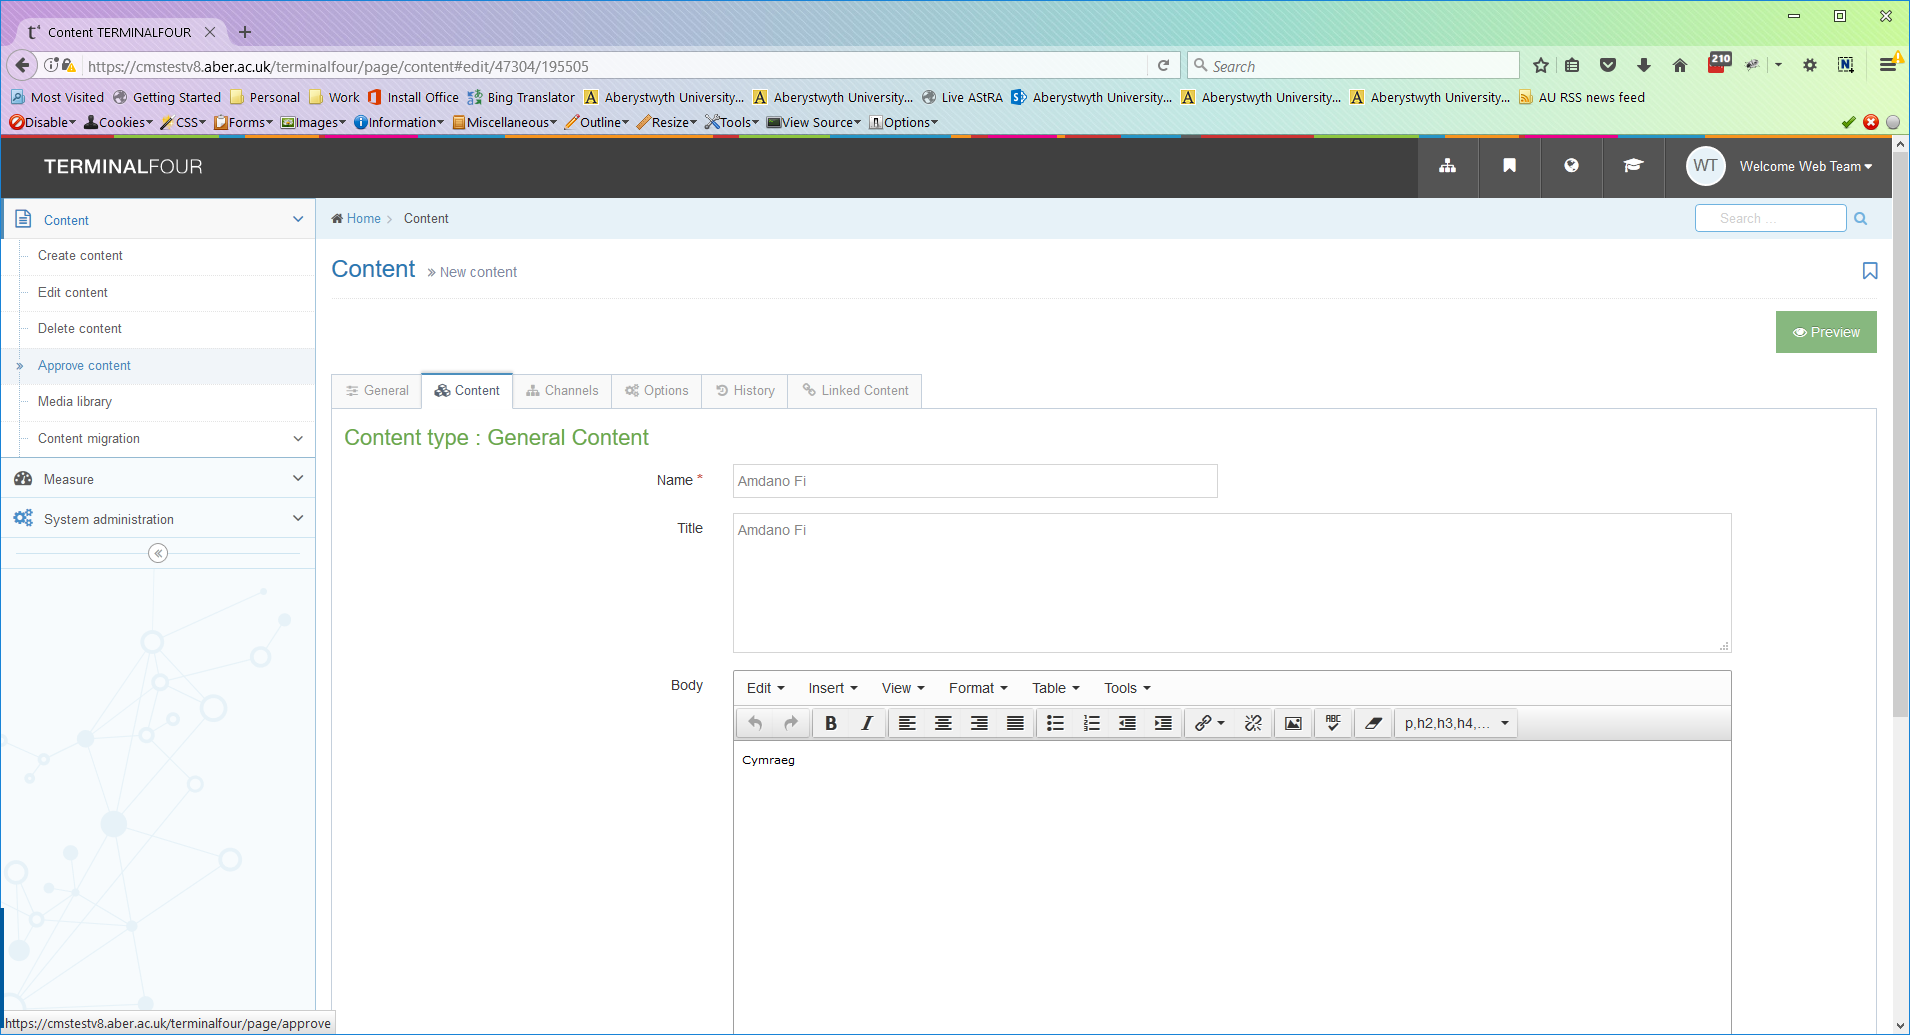 Content TERMINALFOUR
https://cmstestv8.aber.ac.uk/terminalfour/page/content#edit/47304/195505
Search
210
Most Visited Getting Started Personal Work Install Office Bing Translator Aberystwyth University... Aberystwyth University... Live AStRA Aberystwyth University... Aberystwyth University... Aberystwyth University... AU RSS news feed
Disable Cookies CSS Forms Images Information Miscellaneous Outline Resize Tools View Source Options
TERMINALFOUR
WT Welcome Web Team
Content
Home Content
Search ...
Create content
Edit content
Delete content
Approve content
Media library
Content migration
Measure
System administration
Content » New content
Preview
General Content Channels Options History Linked Content
Content type : General Content
Name * Amdano Fi
Title Amdano Fi
Body
Edit Insert View Format Table Tools
B I ABC p,h2,h3,h4,...
Cymraeg
https://cmstestv8.aber.ac.uk/terminalfour/page/approve